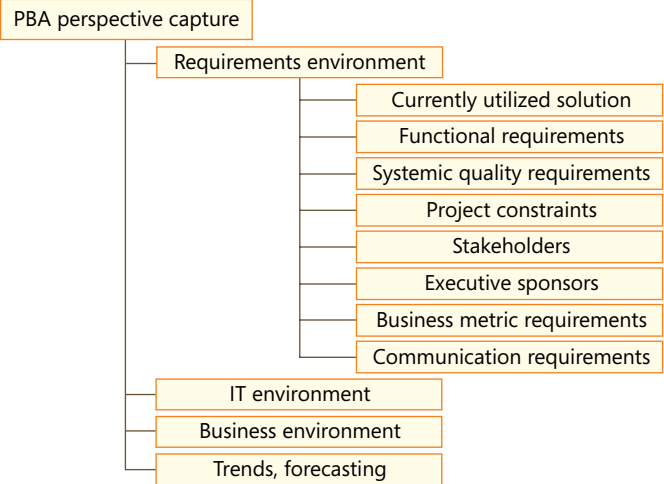 PBA perspective capture
Requirements environment
Currently utilized solution
Functional requirements
Systemic quality requirements
Project constraints
Stakeholders
Executive sponsors
Business metric requirements
Communication requirements
IT environment
Business environment
Trends, forecasting